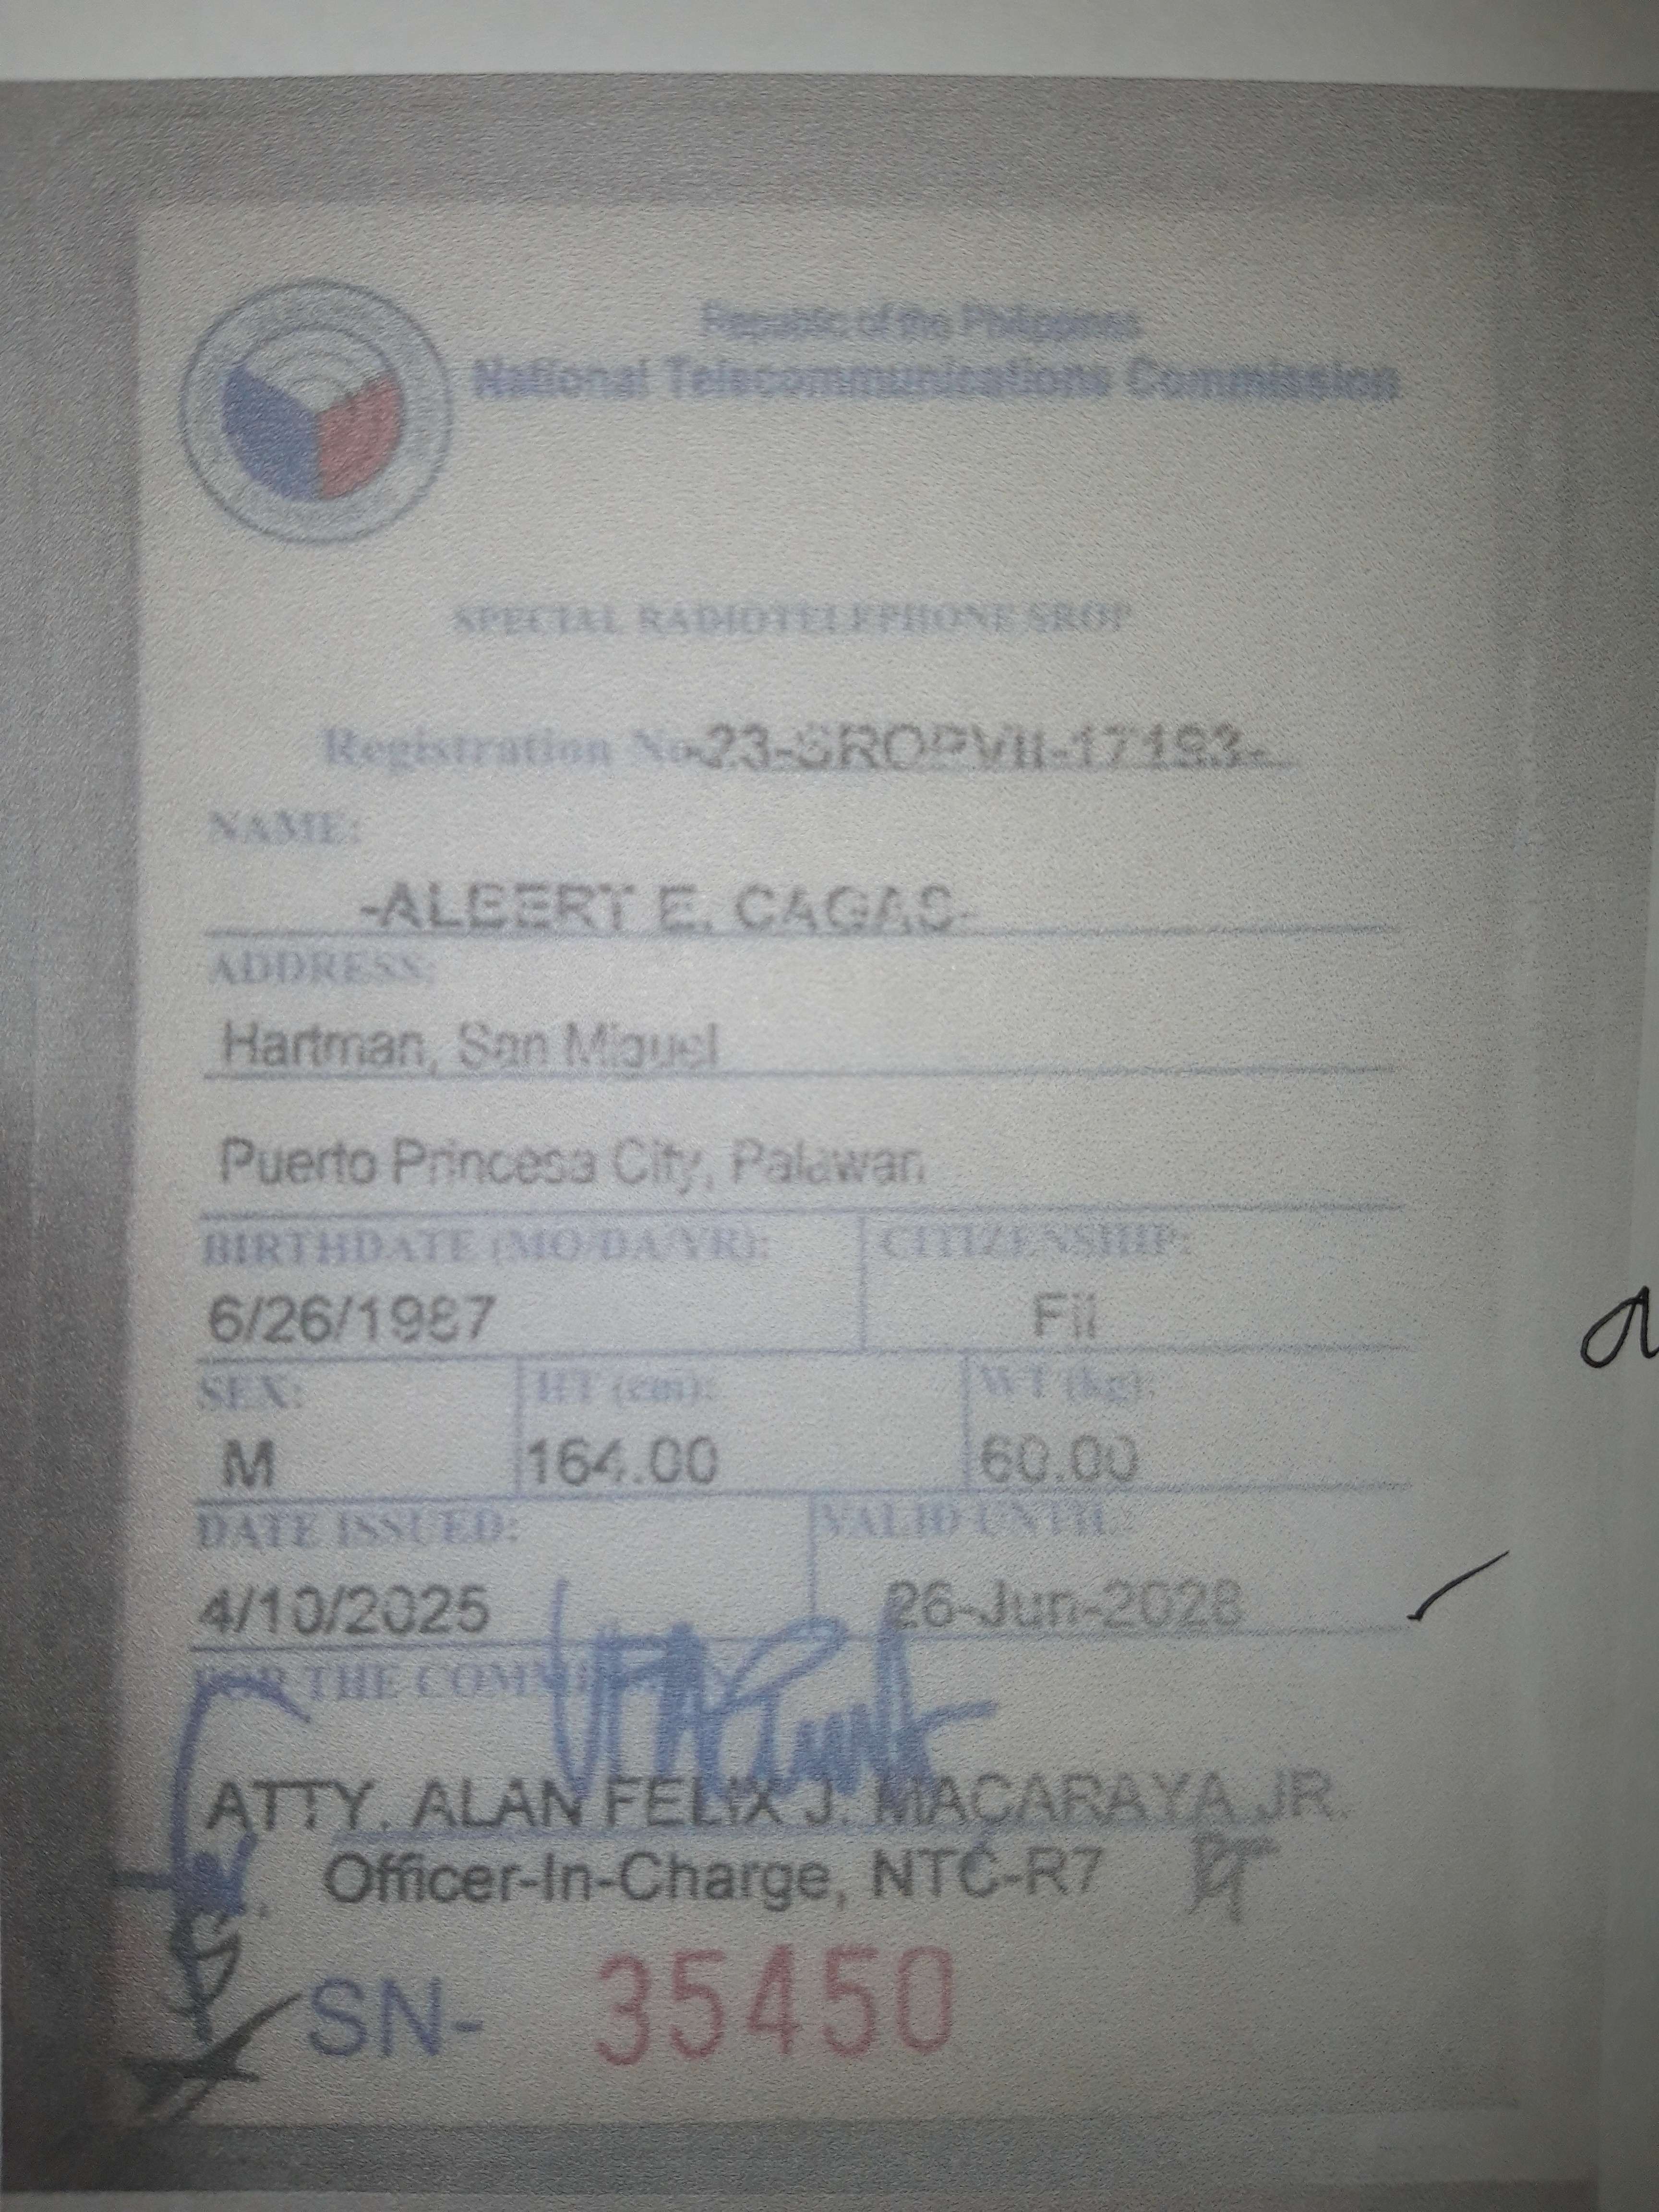 Republic of the Philippines
National Telecommunications Commission
SPECIAL RADIOTELEPHONE SROP
Registration No-23-SROPVII-17193-
NAME:
-ALBERT E. CAGAS-
ADDRESS:
Hartman, San Miguel
Puerto Princesa City, Palawan
BIRTHDATE (MO/DA/YR): CITIZENSHIP:
6/26/1987 Fil
SEX: HT (cm): WT (kg):
M 164.00 60.00
DATE ISSUED: VALID UNTIL:
4/10/2025 26-Jun-2028
FOR THE
ATTY. ALAN FELIX J. MACARAYA JR.
Officer-In-Charge, NTC-R7
SN- 35450